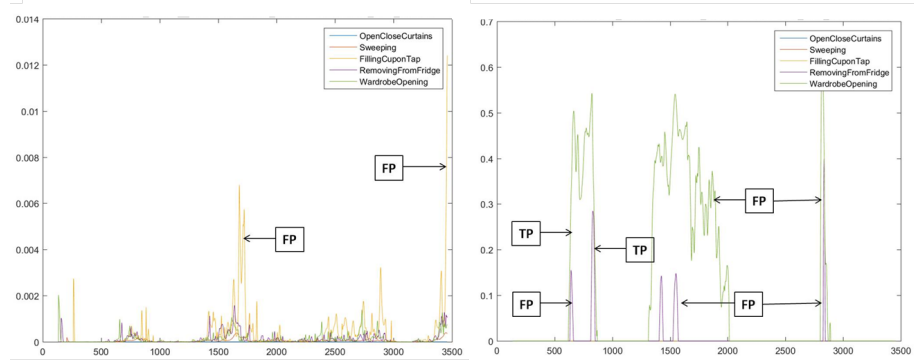 0.014
0.012
0.01
0.008
0.006
0.004
0.002
0
OpenCloseCurtains
Sweeping
FillingCuponTap
RemovingFromFridge
WardrobeOpening
FP
FP
0 500 1000 1500 2000 2500 3000 3500
0.7
0.6
0.5
0.4
0.3
0.2
0.1
0
OpenCloseCurtains
Sweeping
FillingCuponTap
RemovingFromFridge
WardrobeOpening
FP
TP
TP
FP
FP
0 500 1000 1500 2000 2500 3000 3500